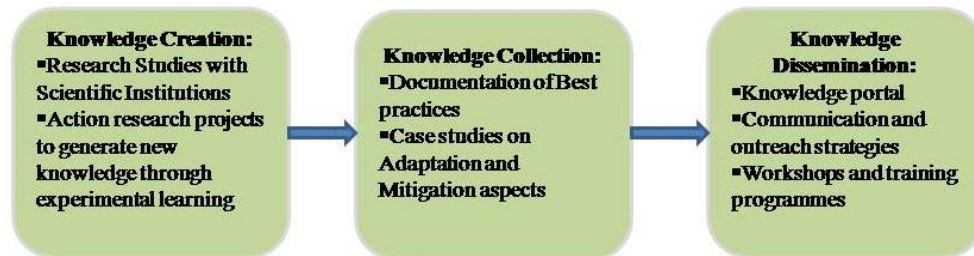 Knowledge Creation:
▪Research Studies with
Scientific Institutions
▪Action research projects
to generate new
knowledge through
experimental learning
Knowledge Collection:
▪Documentation of Best
practices
▪Case studies on
Adaptation and
Mitigation aspects
Knowledge
Dissemination:
▪Knowledge portal
▪Communication and
outreach strategies
▪Workshops and training
programmes